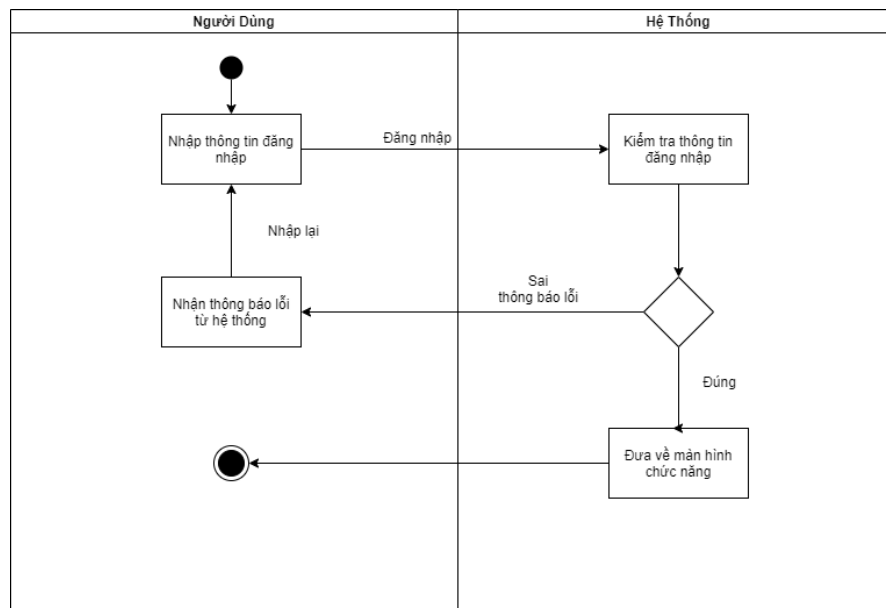 Người Dùng
Hệ Thống
Nhập thông tin đăng
nhập
Đăng nhập
Kiểm tra thông tin
đăng nhập
Nhập lại
Sai
thông báo lỗi
Nhận thông báo lỗi
từ hệ thống
Đúng
Đưa về màn hình
chức năng